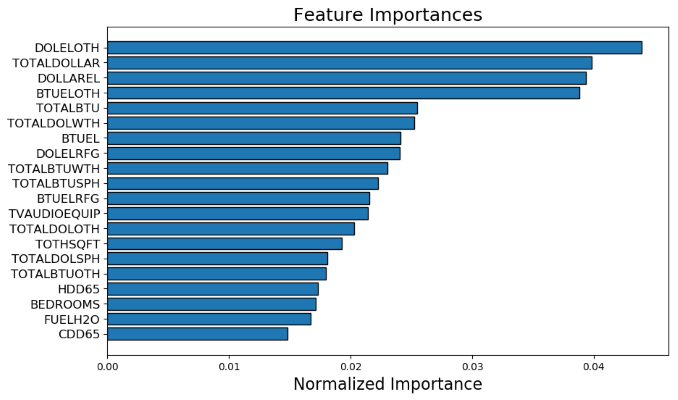 Feature Importances
DOLELOTH
TOTALDOLLAR
DOLLAREL
BTUELOTH
TOTALBTU
TOTALDOLWTH
BTUEL
DOLELRFG
TOTALBTUWTH
TOTALBTUSPH
BTUELRFG
TVAUDIOEQUIP
TOTALDOLOTH
TOTHSQFT
TOTALDOLSPH
TOTALBTUOTH
HDD65
BEDROOMS
FUELH2O
CDD65
0.00 0.01 0.02 0.03 0.04
Normalized Importance